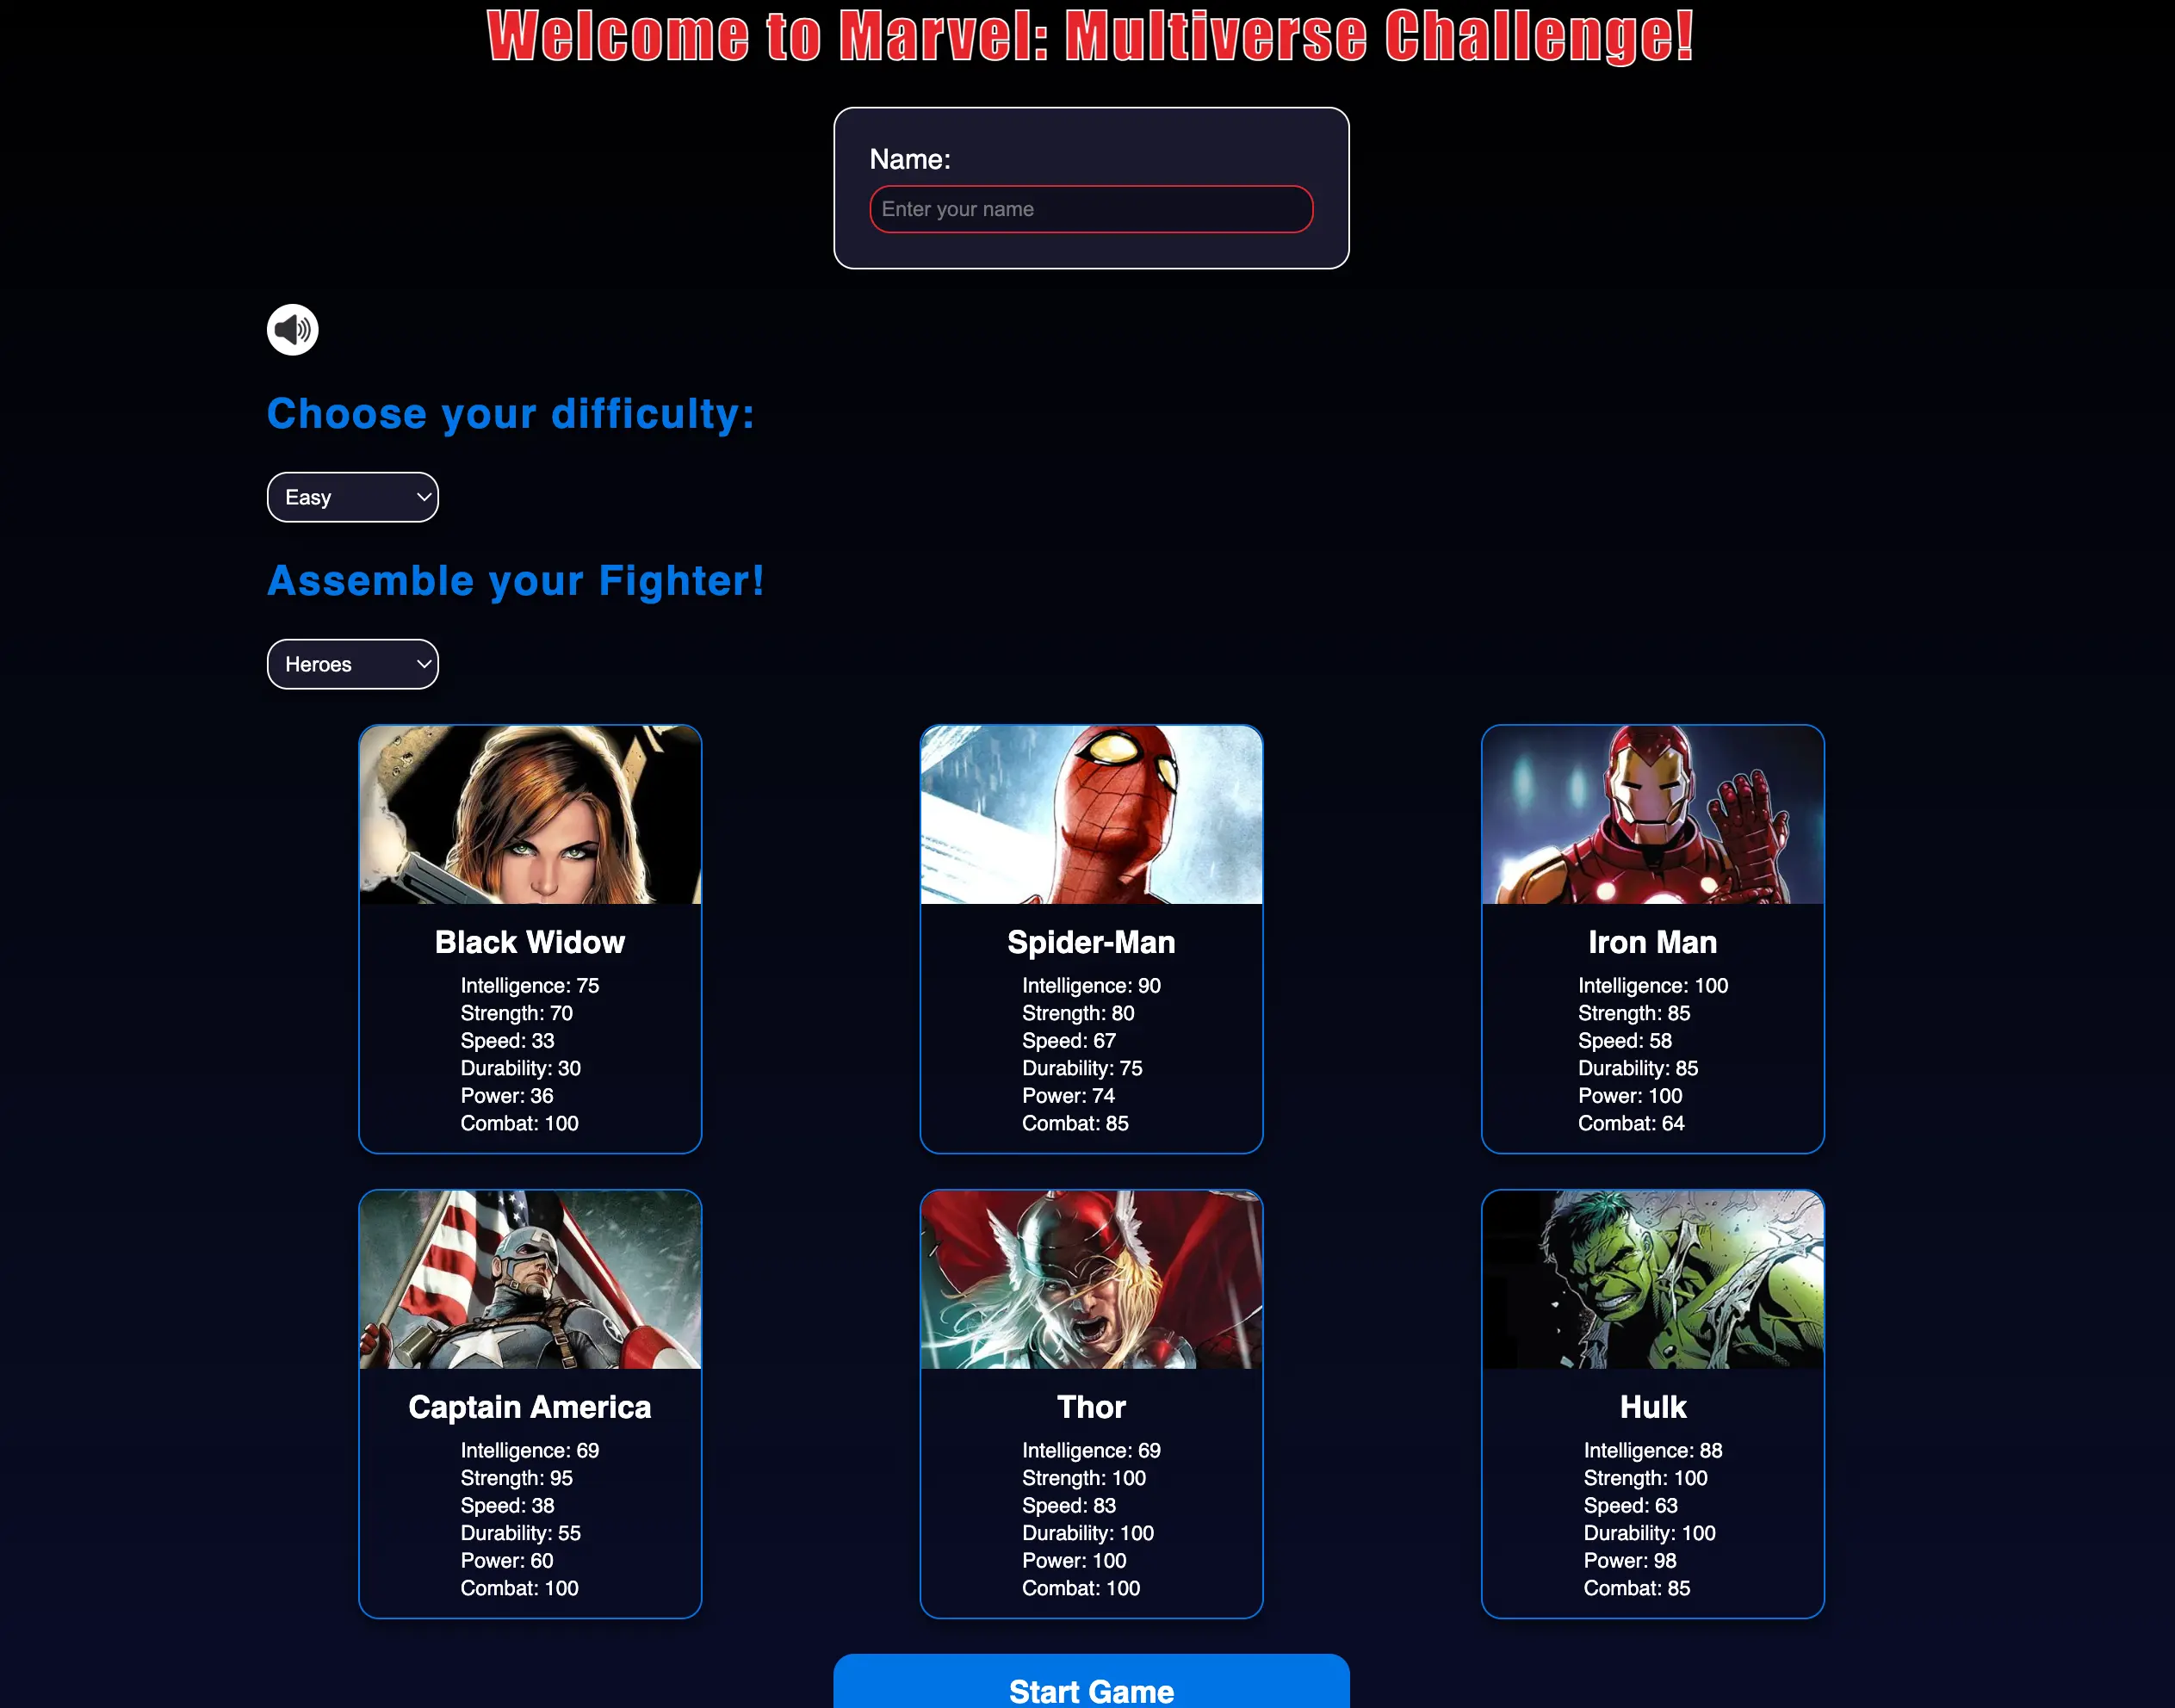 Welcome to Marvel: Multiverse Challenge!
Name:
Enter your name
Choose your difficulty:
Easy
Assemble your Fighter!
Heroes
Black Widow
Intelligence: 75
Strength: 70
Speed: 33
Durability: 30
Power: 36
Combat: 100
Spider-Man
Intelligence: 90
Strength: 80
Speed: 67
Durability: 75
Power: 74
Combat: 85
Iron Man
Intelligence: 100
Strength: 85
Speed: 58
Durability: 85
Power: 100
Combat: 64
Captain America
Intelligence: 69
Strength: 95
Speed: 38
Durability: 55
Power: 60
Combat: 100
Thor
Intelligence: 69
Strength: 100
Speed: 83
Durability: 100
Power: 100
Combat: 100
Hulk
Intelligence: 88
Strength: 100
Speed: 63
Durability: 100
Power: 98
Combat: 85
Start Game